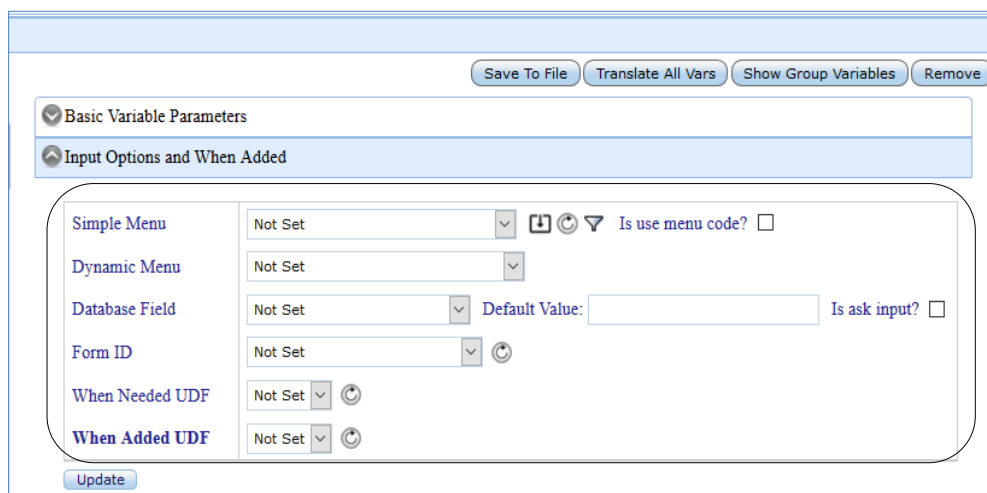 Save To File Translate All Vars Show Group Variables Remove
Basic Variable Parameters
Input Options and When Added
Simple Menu Not Set Is use menu code?
Dynamic Menu Not Set
Database Field Not Set Default Value: Is ask input?
Form ID Not Set
When Needed UDF Not Set
When Added UDF Not Set
Update